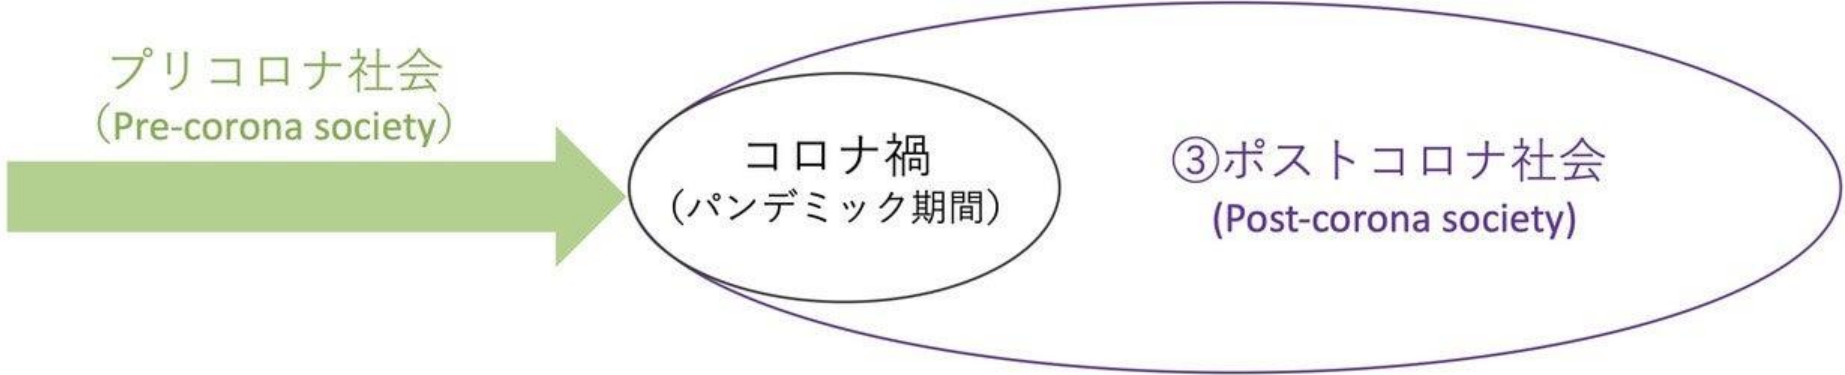 プリコロナ社会
（Pre-corona society）
コロナ禍
（パンデミック期間）
③ポストコロナ社会
(Post-corona society)